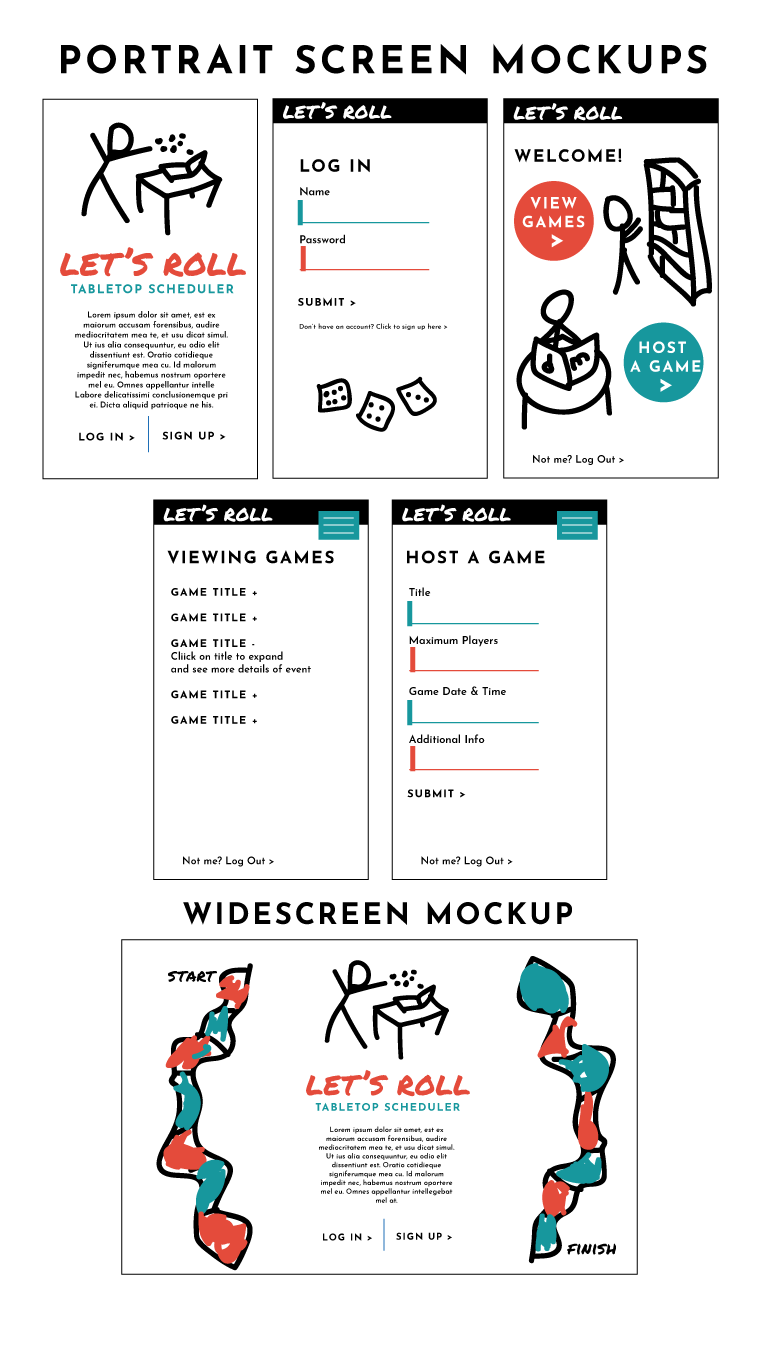 PORTRAIT SCREEN MOCKUPS
LET'S ROLL
TABLETOP SCHEDULER
Lorem ipsum dolor sit amet, est ex
maiorum accusam forensibus, audire
mediocritatem mea te, et usu dicat simul.
Ut ius alia consequuntur, eu odio elit
dissentiunt est. Oratio cotidieque
signiferumque mea cu. Id malorum
impedit nec, habemus nostrum oportere
mel eu. Omnes appellantur intelle
Labore delicatissimi conclusionemque pri
ei. Dicta aliquid patrioque ne his.
LOG IN >
SIGN UP >
LET'S ROLL
LOG IN
Name
Password
SUBMIT >
Don't have an account? Click to sign up here >
LET'S ROLL
WELCOME!
VIEW
GAMES
>
d m
HOST
A GAME
>
Not me? Log Out >
LET'S ROLL
VIEWING GAMES
GAME TITLE +
GAME TITLE +
GAME TITLE -
Cliick on title to expand
and see more details of event
GAME TITLE +
GAME TITLE +
Not me? Log Out >
LET'S ROLL
HOST A GAME
Title
Maximum Players
Game Date & Time
Additional Info
SUBMIT >
Not me? Log Out >
WIDESCREEN MOCKUP
START
LET'S ROLL
TABLETOP SCHEDULER
Lorem ipsum dolor sit amet, est ex
maiorum accusam forensibus, audire
mediocritatem mea te, et usu dicat simul.
Ut ius alia consequuntur, eu odio elit
dissentiunt est. Oratio cotidieque
signiferumque mea cu. Id malorum
impedit nec, habemus nostrum oportere
mel eu. Omnes appellantur intellegebat
mel at.
LOG IN >
SIGN UP >
FINISH